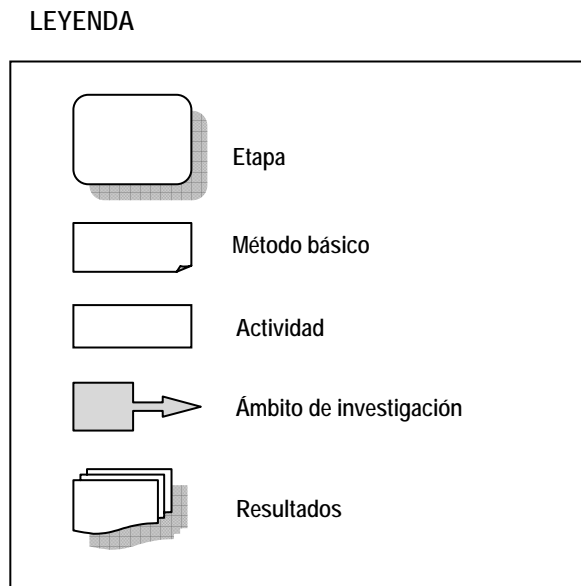 LEYENDA
Etapa
Método básico
Actividad
Ámbito de investigación
Resultados